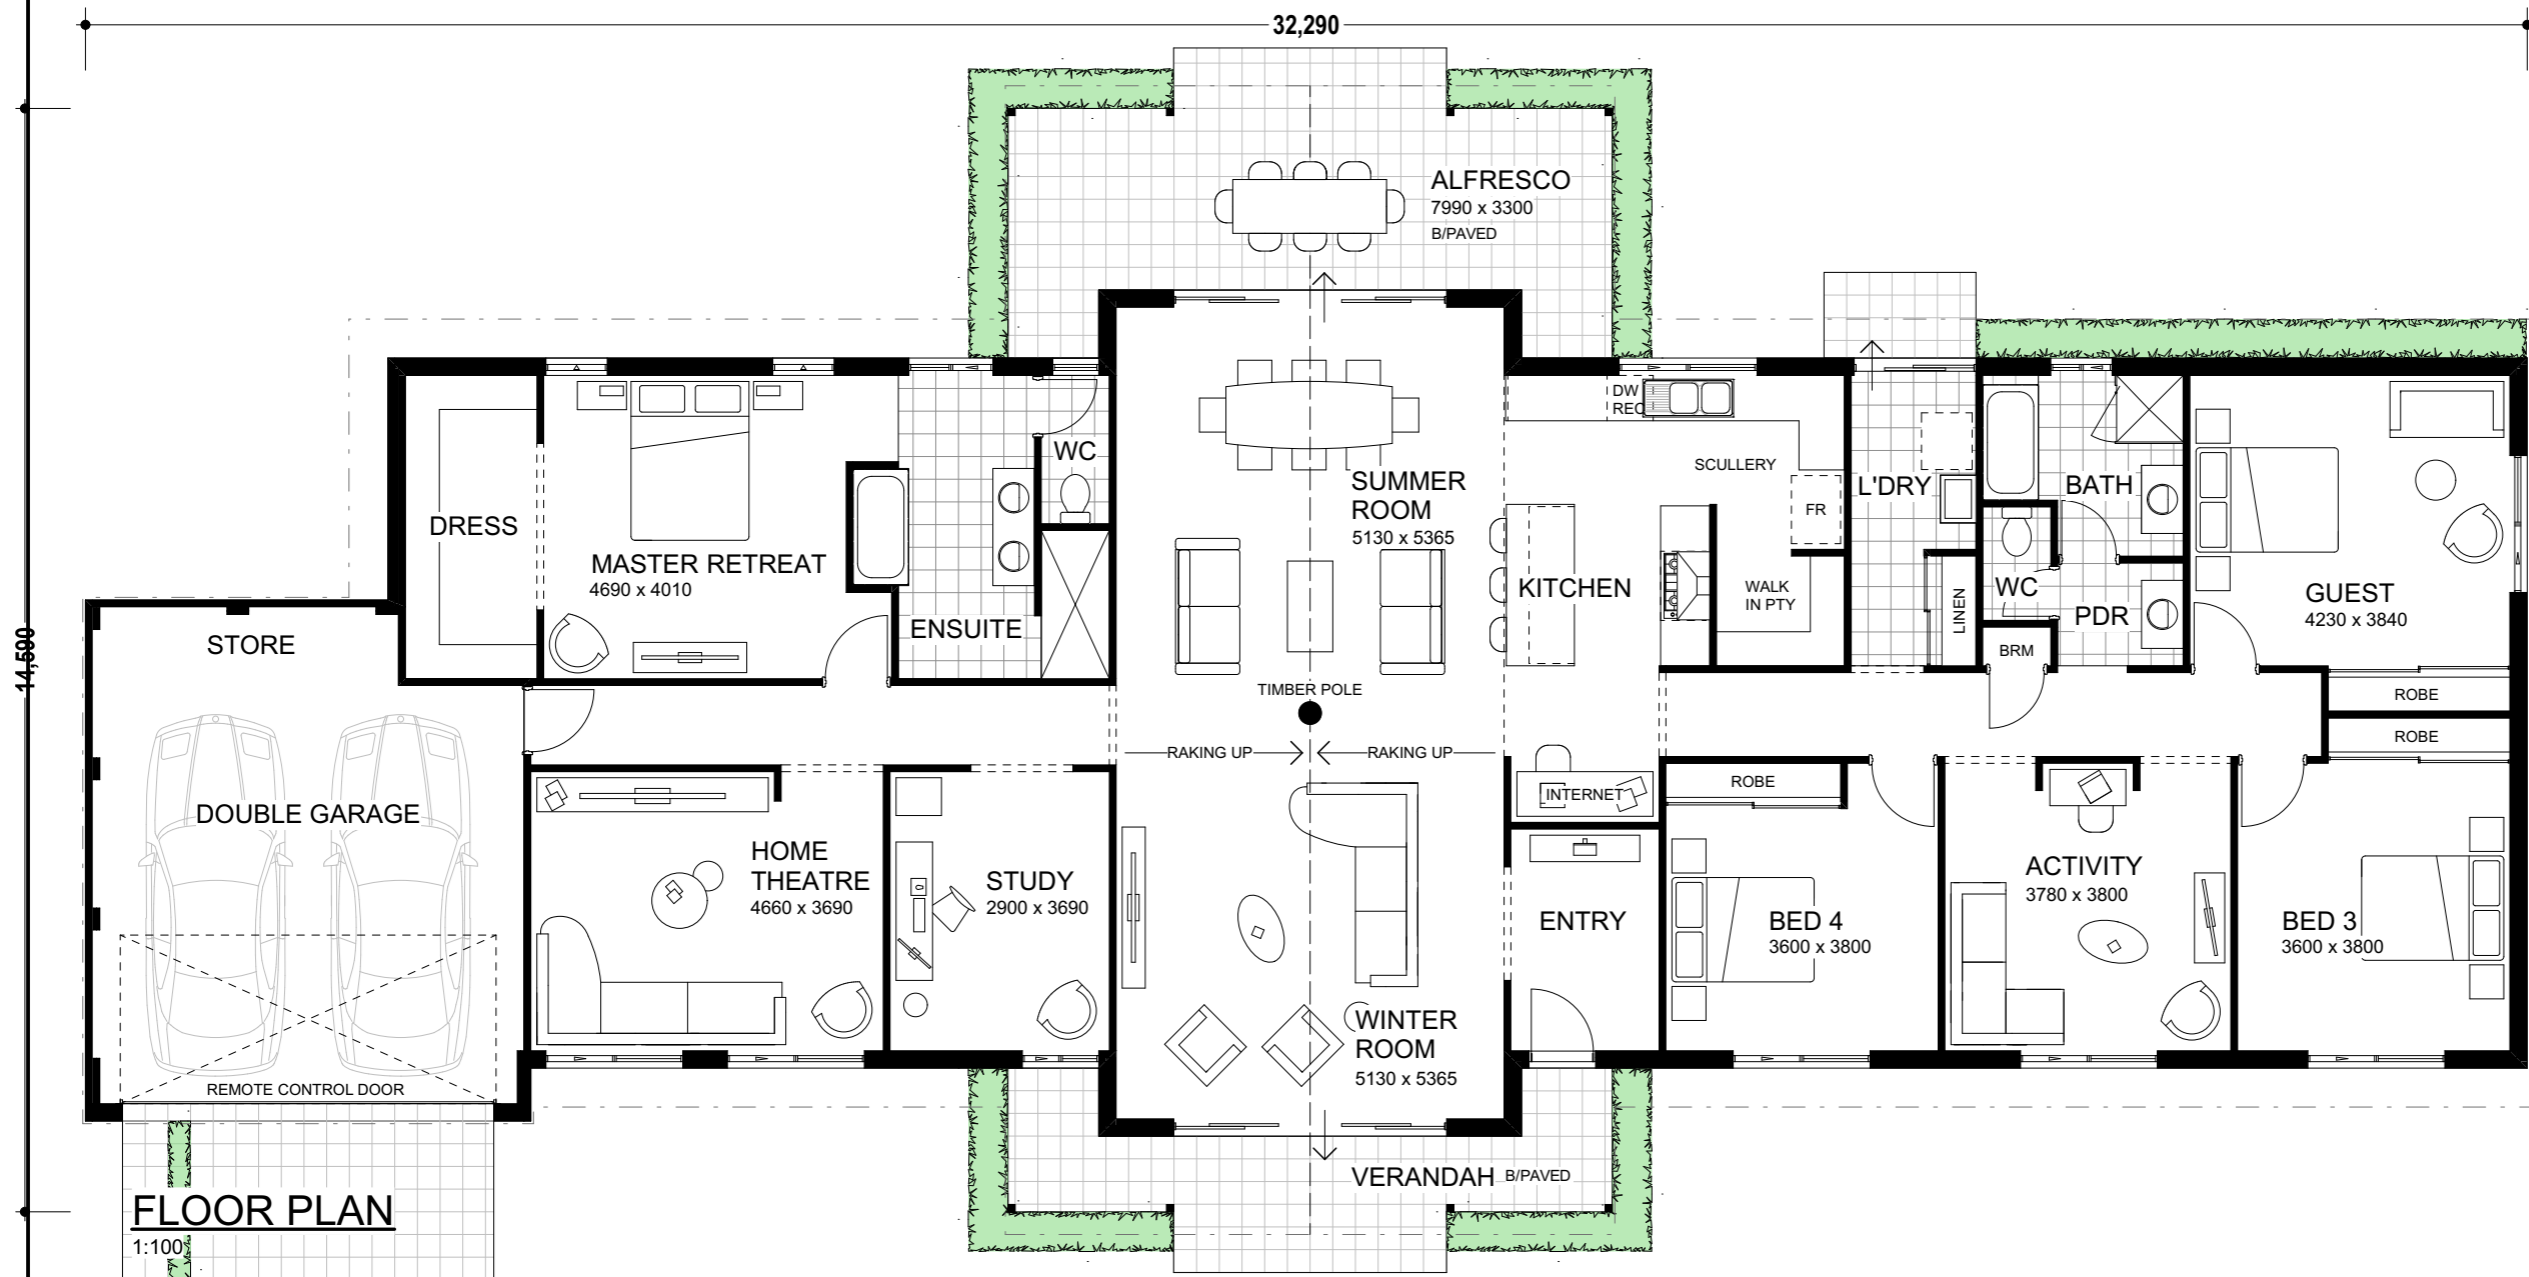 32,290
14,590
ALFRESCO
7990 x 3300
B/PAVED
DRESS
MASTER RETREAT
4690 x 4010
WC
ENSUITE
SUMMER
ROOM
5130 x 5365
DW
REC
SCULLERY
FR
KITCHEN
WALK
IN PTY
L'DRY
LINEN
BATH
WC
PDR
BRM
GUEST
4230 x 3840
ROBE
ROBE
STORE
TIMBER POLE
RAKING UP
RAKING UP
INTERNET
ROBE
DOUBLE GARAGE
HOME
THEATRE
4660 x 3690
STUDY
2900 x 3690
ENTRY
BED 4
3600 x 3800
ACTIVITY
3780 x 3800
BED 3
3600 x 3800
WINTER
ROOM
5130 x 5365
REMOTE CONTROL DOOR
VERANDAH B/PAVED
FLOOR PLAN
1:100